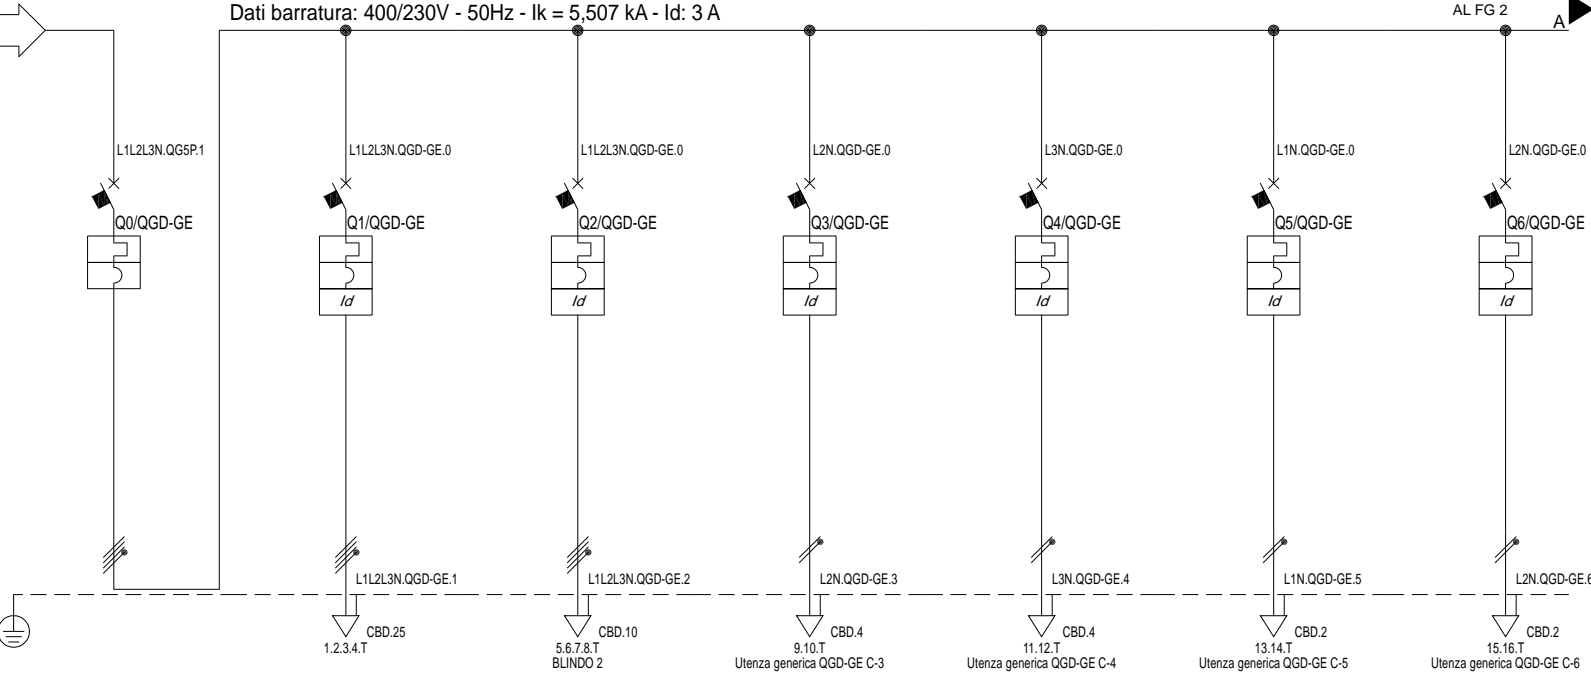 Dati barratura: 400/230V - 50Hz - Ik = 5,507 kA - Id: 3 A
AL FG 2
A
L1L2L3N.QG5P.1
L1L2L3N.QGD-GE.0
L1L2L3N.QGD-GE.0
L2N.QGD-GE.0
L3N.QGD-GE.0
L1N.QGD-GE.0
L2N.QGD-GE.0
Q0/QGD-GE
Q1/QGD-GE
Q2/QGD-GE
Q3/QGD-GE
Q4/QGD-GE
Q5/QGD-GE
Q6/QGD-GE
Id
Id
Id
Id
Id
Id
L1L2L3N.QGD-GE.1
L1L2L3N.QGD-GE.2
L2N.QGD-GE.3
L3N.QGD-GE.4
L1N.QGD-GE.5
L2N.QGD-GE.6
CBD.25
CBD.10
CBD.4
CBD.4
CBD.2
CBD.2
1.2.3.4.T
5.6.7.8.T
9.10.T
11.12.T
13.14.T
15.16.T
BLINDO 2
Utenza generica QGD-GE C-3
Utenza generica QGD-GE C-4
Utenza generica QGD-GE C-5
Utenza generica QGD-GE C-6